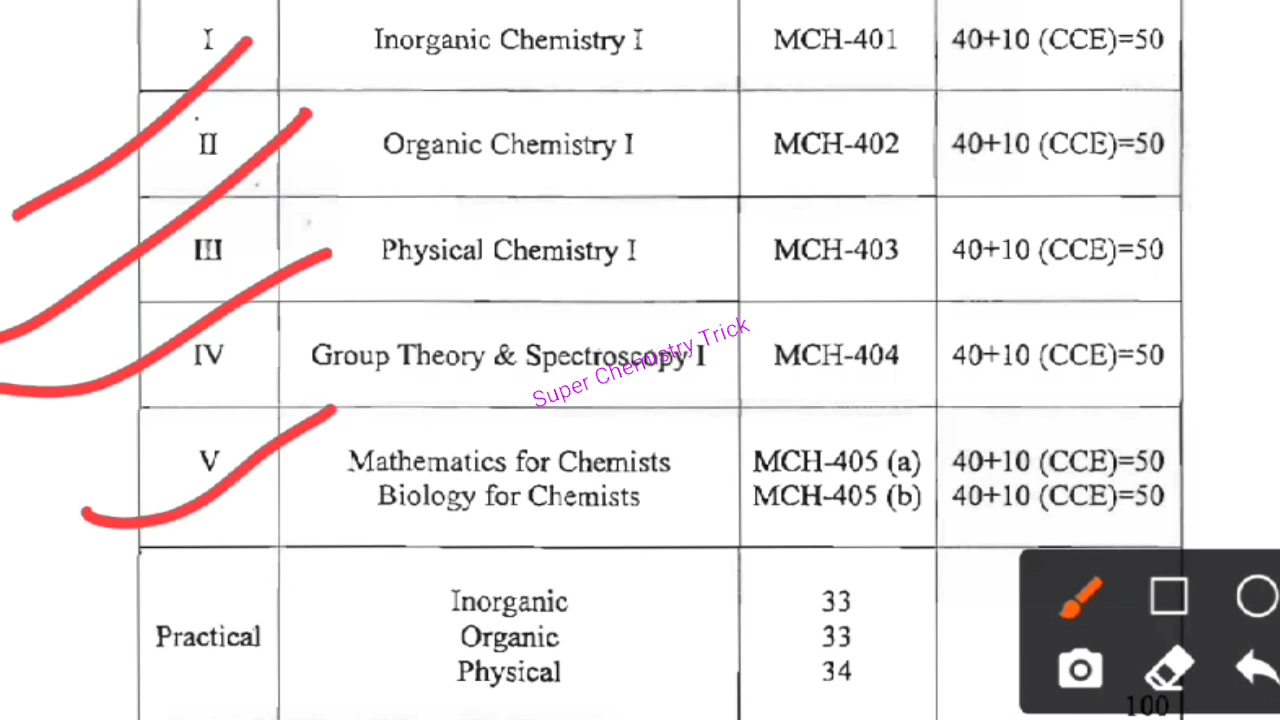 I Inorganic Chemistry I MCH-401 40+10 (CCE)=50
II Organic Chemistry I MCH-402 40+10 (CCE)=50
III Physical Chemistry I MCH-403 40+10 (CCE)=50
IV Group Theory & Spectroscopy I MCH-404 40+10 (CCE)=50
Super Chemistry Trick
V Mathematics for Chemists MCH-405 (a) 40+10 (CCE)=50
Biology for Chemists MCH-405 (b) 40+10 (CCE)=50
Inorganic 33
Practical Organic 33
Physical 34
100